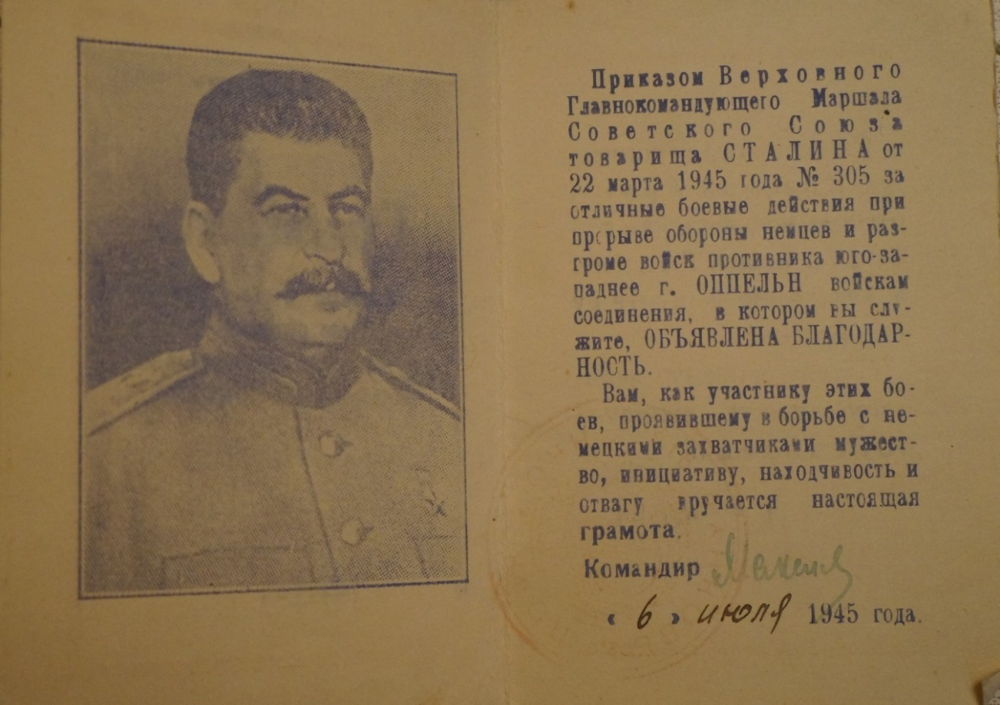 Приказом Верховного
Главнокомандующего Маршала
Советского Союза
товарища СТАЛИНА от
22 марта 1945 года № 305 за
отличные боевые действия при
прорыве обороны немцев и раз-
громе войск противника юго-за-
паднее г. ОППЕЛЬН войскам
соединения, в котором вы слу-
жите, ОБЪЯВЛЕНА БЛАГОДАР-
НОСТЬ.
Вам, как участнику этих бо-
ев, проявившему в борьбе с не-
мецкими захватчиками мужест-
во, инициативу, находчивость и
отвагу вручается настоящая
грамота.
Командир
« 6 » июля 1945 года.